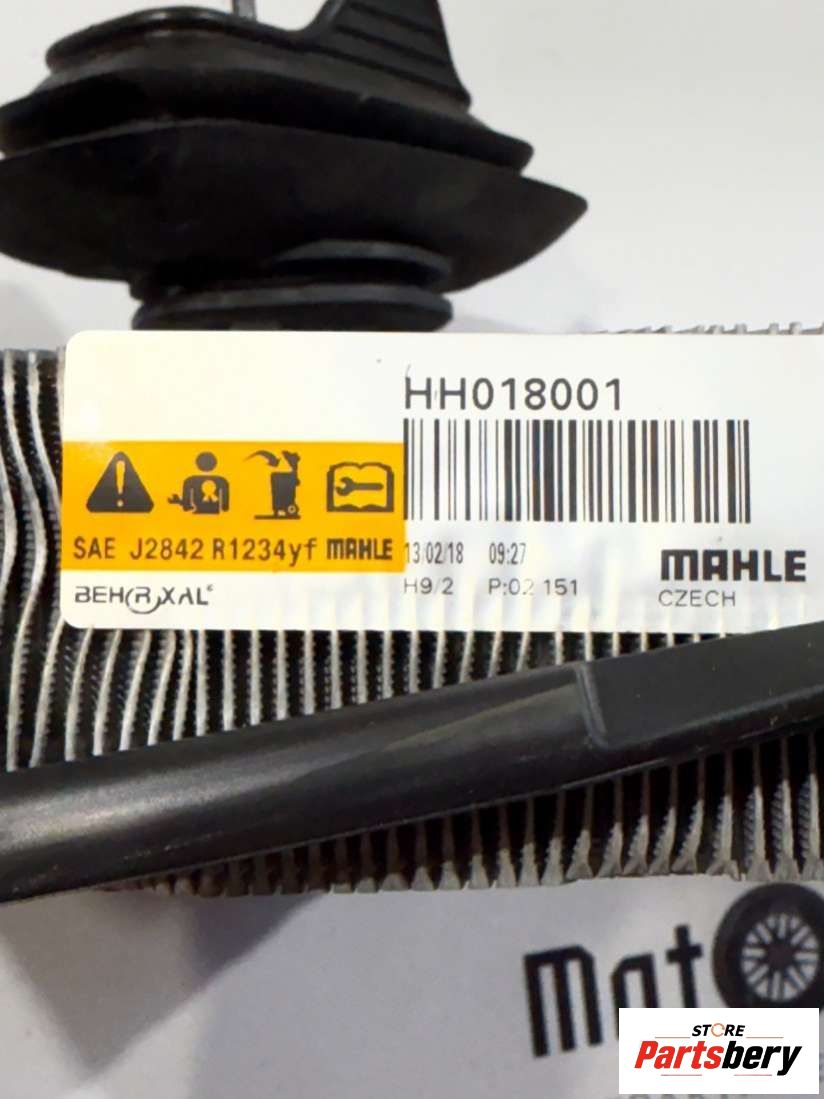 HH018001
SAE J2842 R1234yf MAHLE
13/02/18 09:27
MAHLE
H9/2 P:02 151
CZECH
BEHR XAL
Mat
STORE
Partsbery